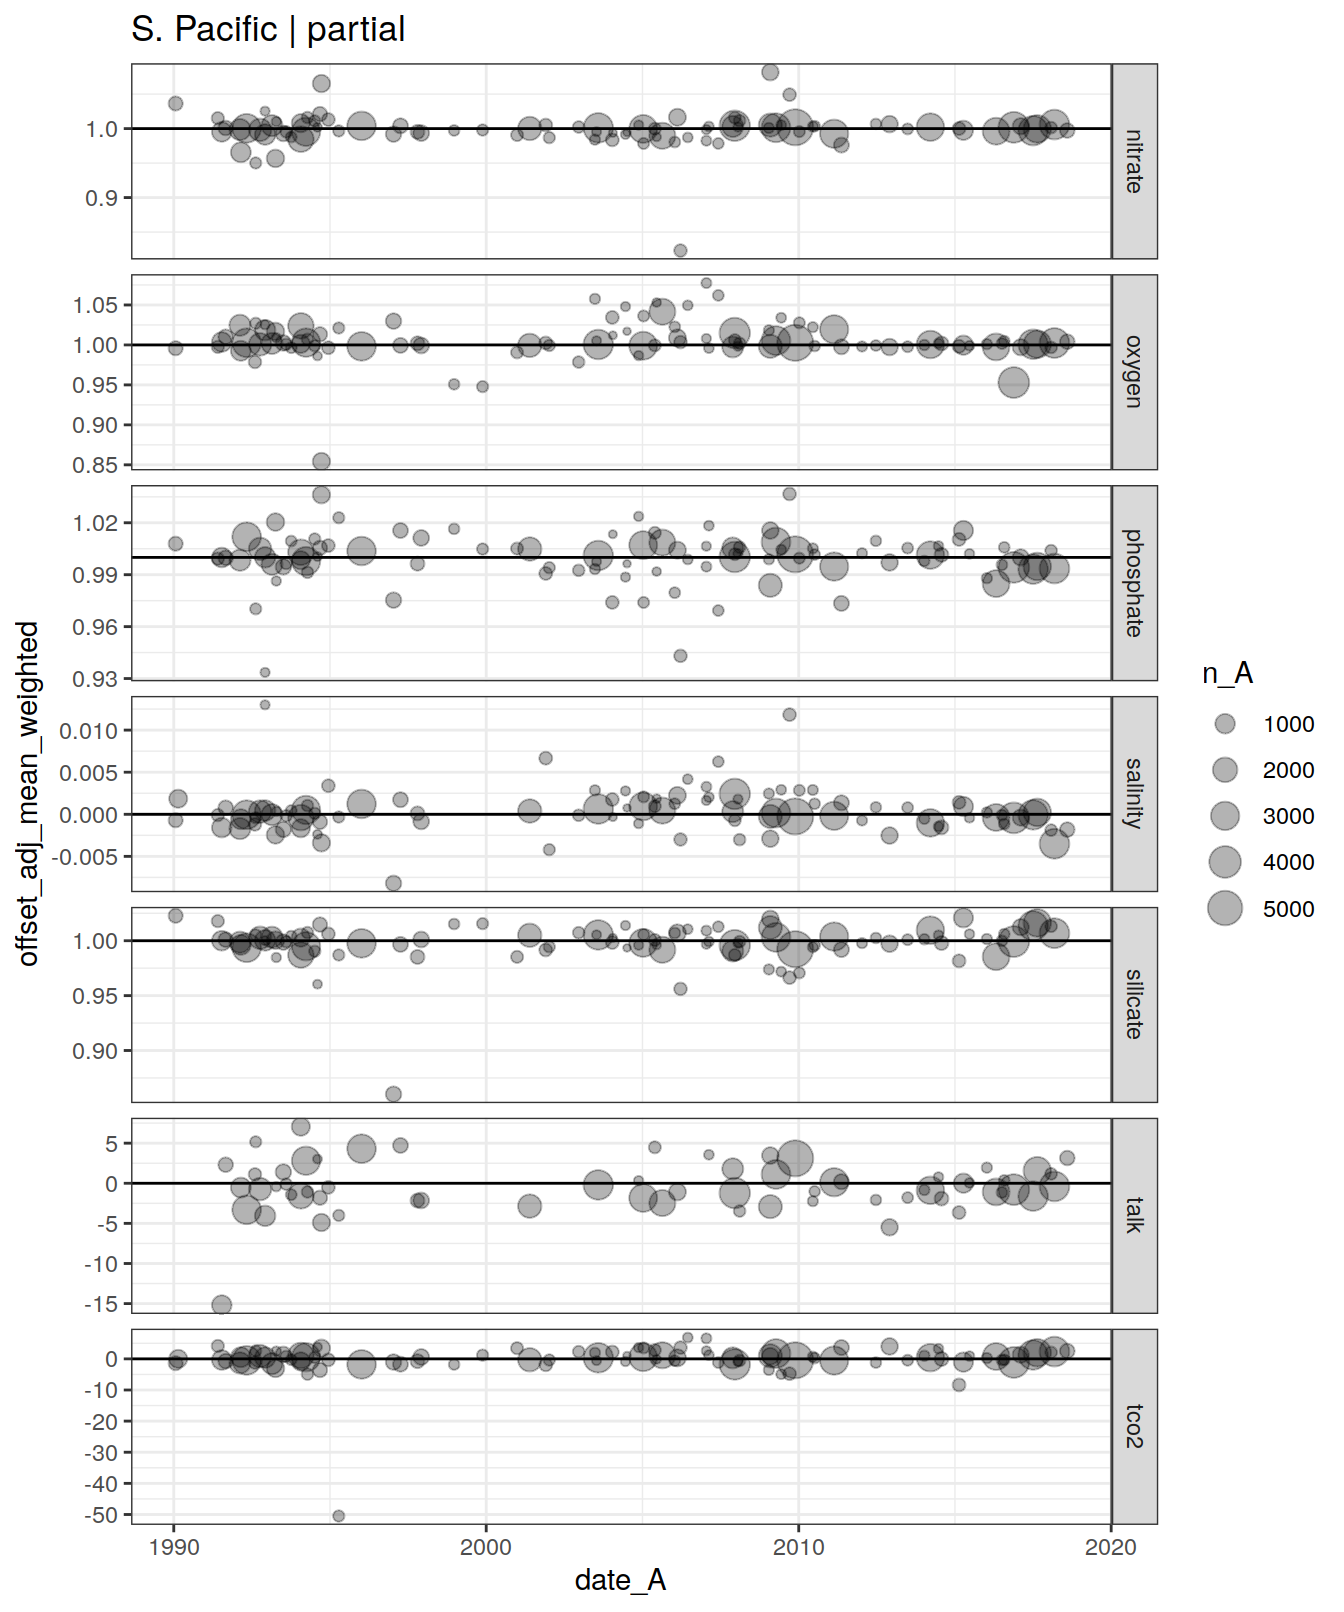 S. Pacific | partial
offset_adj_mean_weighted
1.0
0.9
nitrate
1.05
1.00
0.95
0.90
0.85
oxygen
1.02
0.99
0.96
0.93
phosphate
0.010
0.005
0.000
-0.005
salinity
1.00
0.95
0.90
silicate
5
0
-5
-10
-15
talk
0
-10
-20
-30
-40
-50
tco2
1990 2000 2010 2020
date_A
n_A
1000
2000
3000
4000
5000